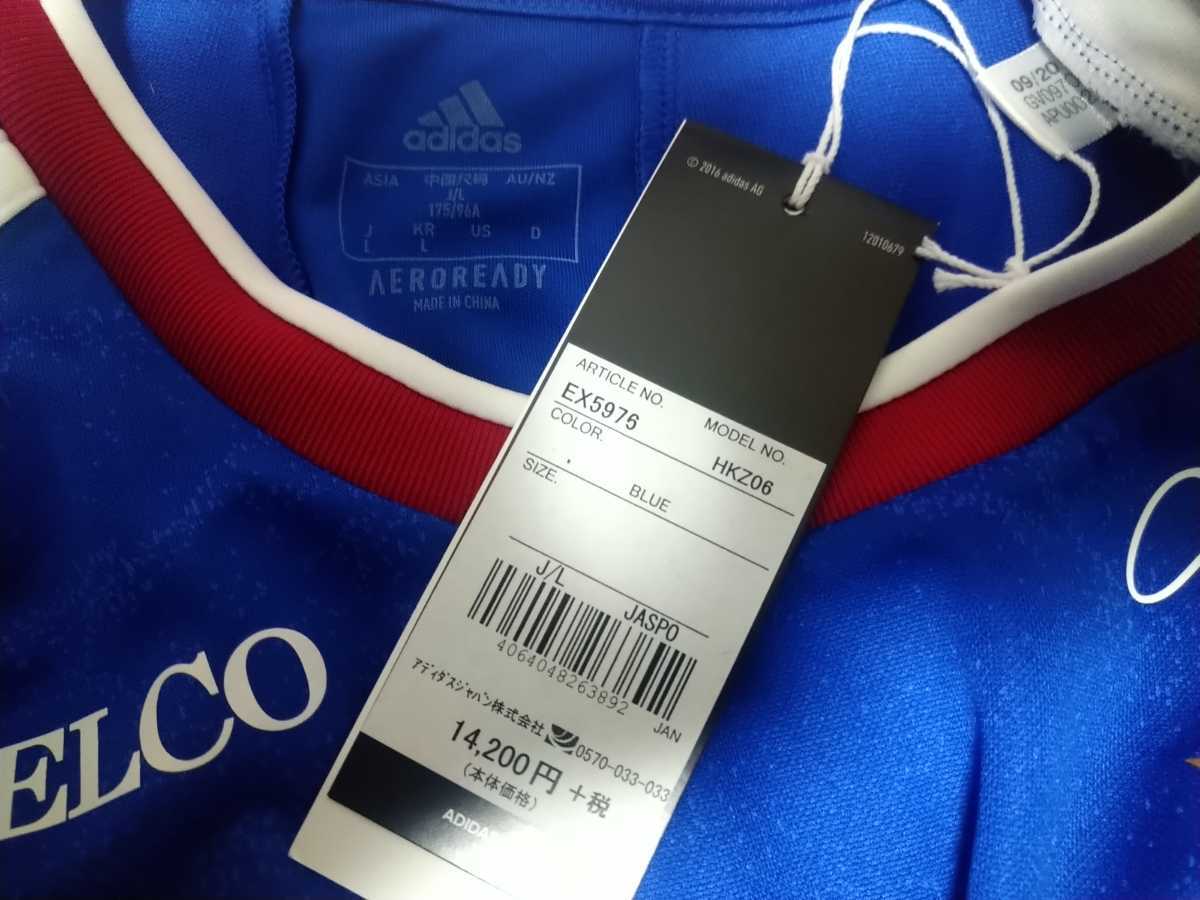 adidas
ASIA 中国尺码 AU/NZ
J/L
175/96A
J KR US D
L L
AEROREADY
MADE IN CHINA
09/20
© 2016 adidas AG
12010679
ARTICLE NO. MODEL NO.
EX5976 HKZ06
COLOR.
. BLUE
SIZE.
J/L JASPO
4064048263892
JAN
アディダスジャパン株式会社 0570-033-033
14,200円 +税
(本体価格)
ELCO